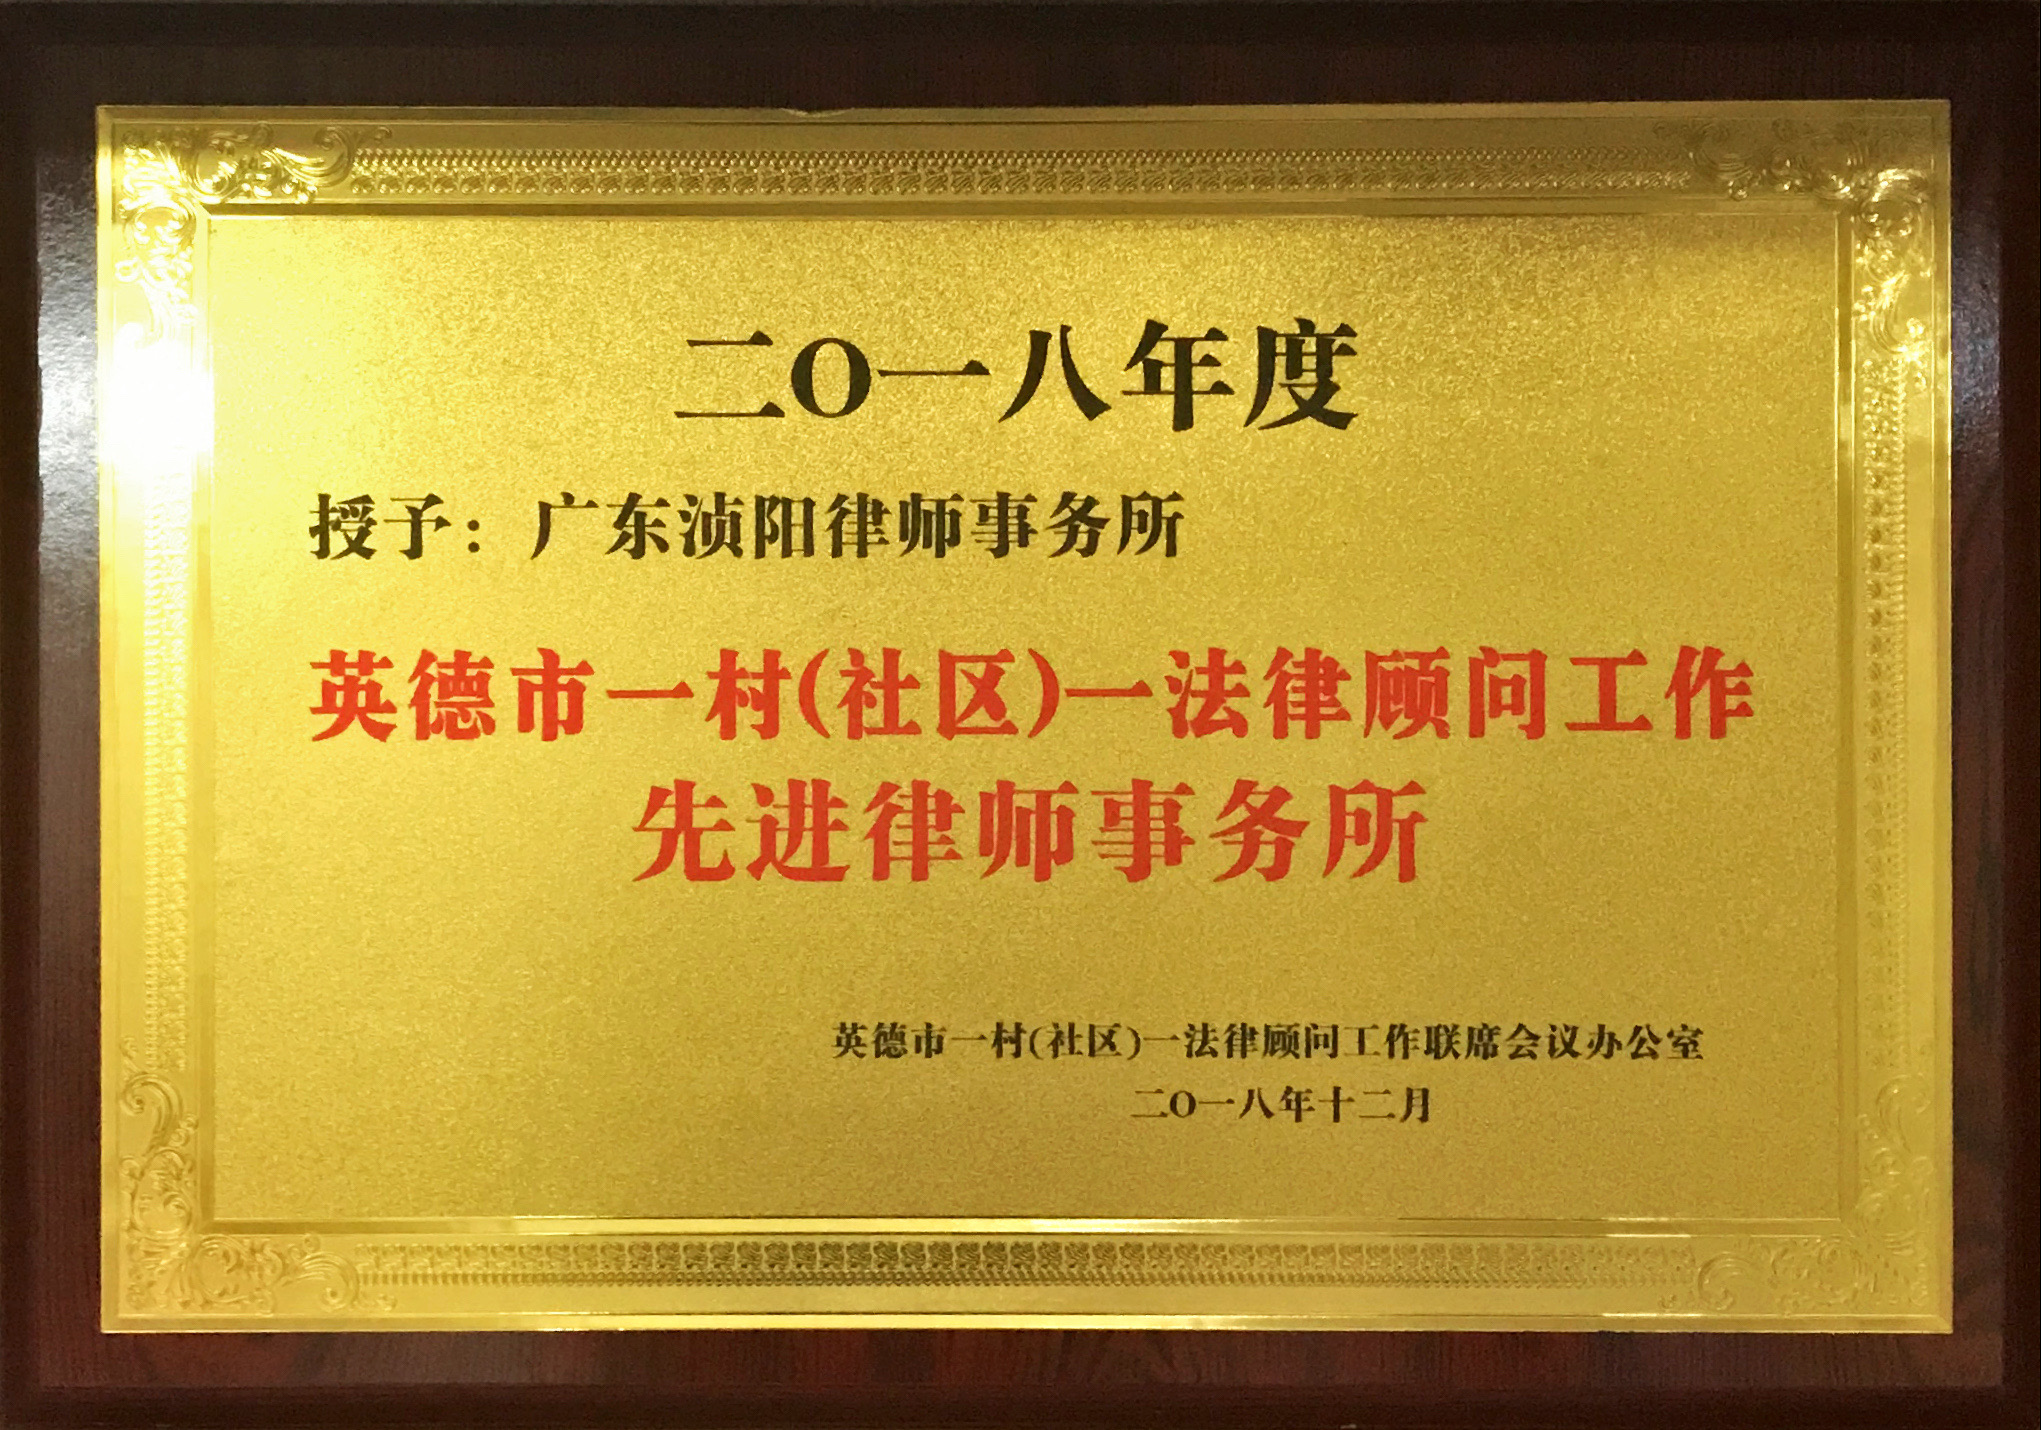 二O一八年度
授予：广东浈阳律师事务所
英德市一村(社区)一法律顾问工作
先进律师事务所
英德市一村(社区)一法律顾问工作联席会议办公室
二O一八年十二月